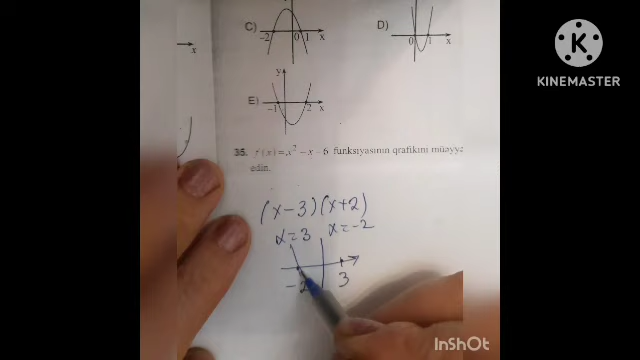 C)
-2 0 1 x
D)
0 1 x
x
KINEMASTER
y
E)
-1 2 x
35. f(x)=x²-x-6 funksiyasının qrafikini müəyyə
edin.
(x-3)(x+2)
x=3 x=-2
-2 3
InShOt